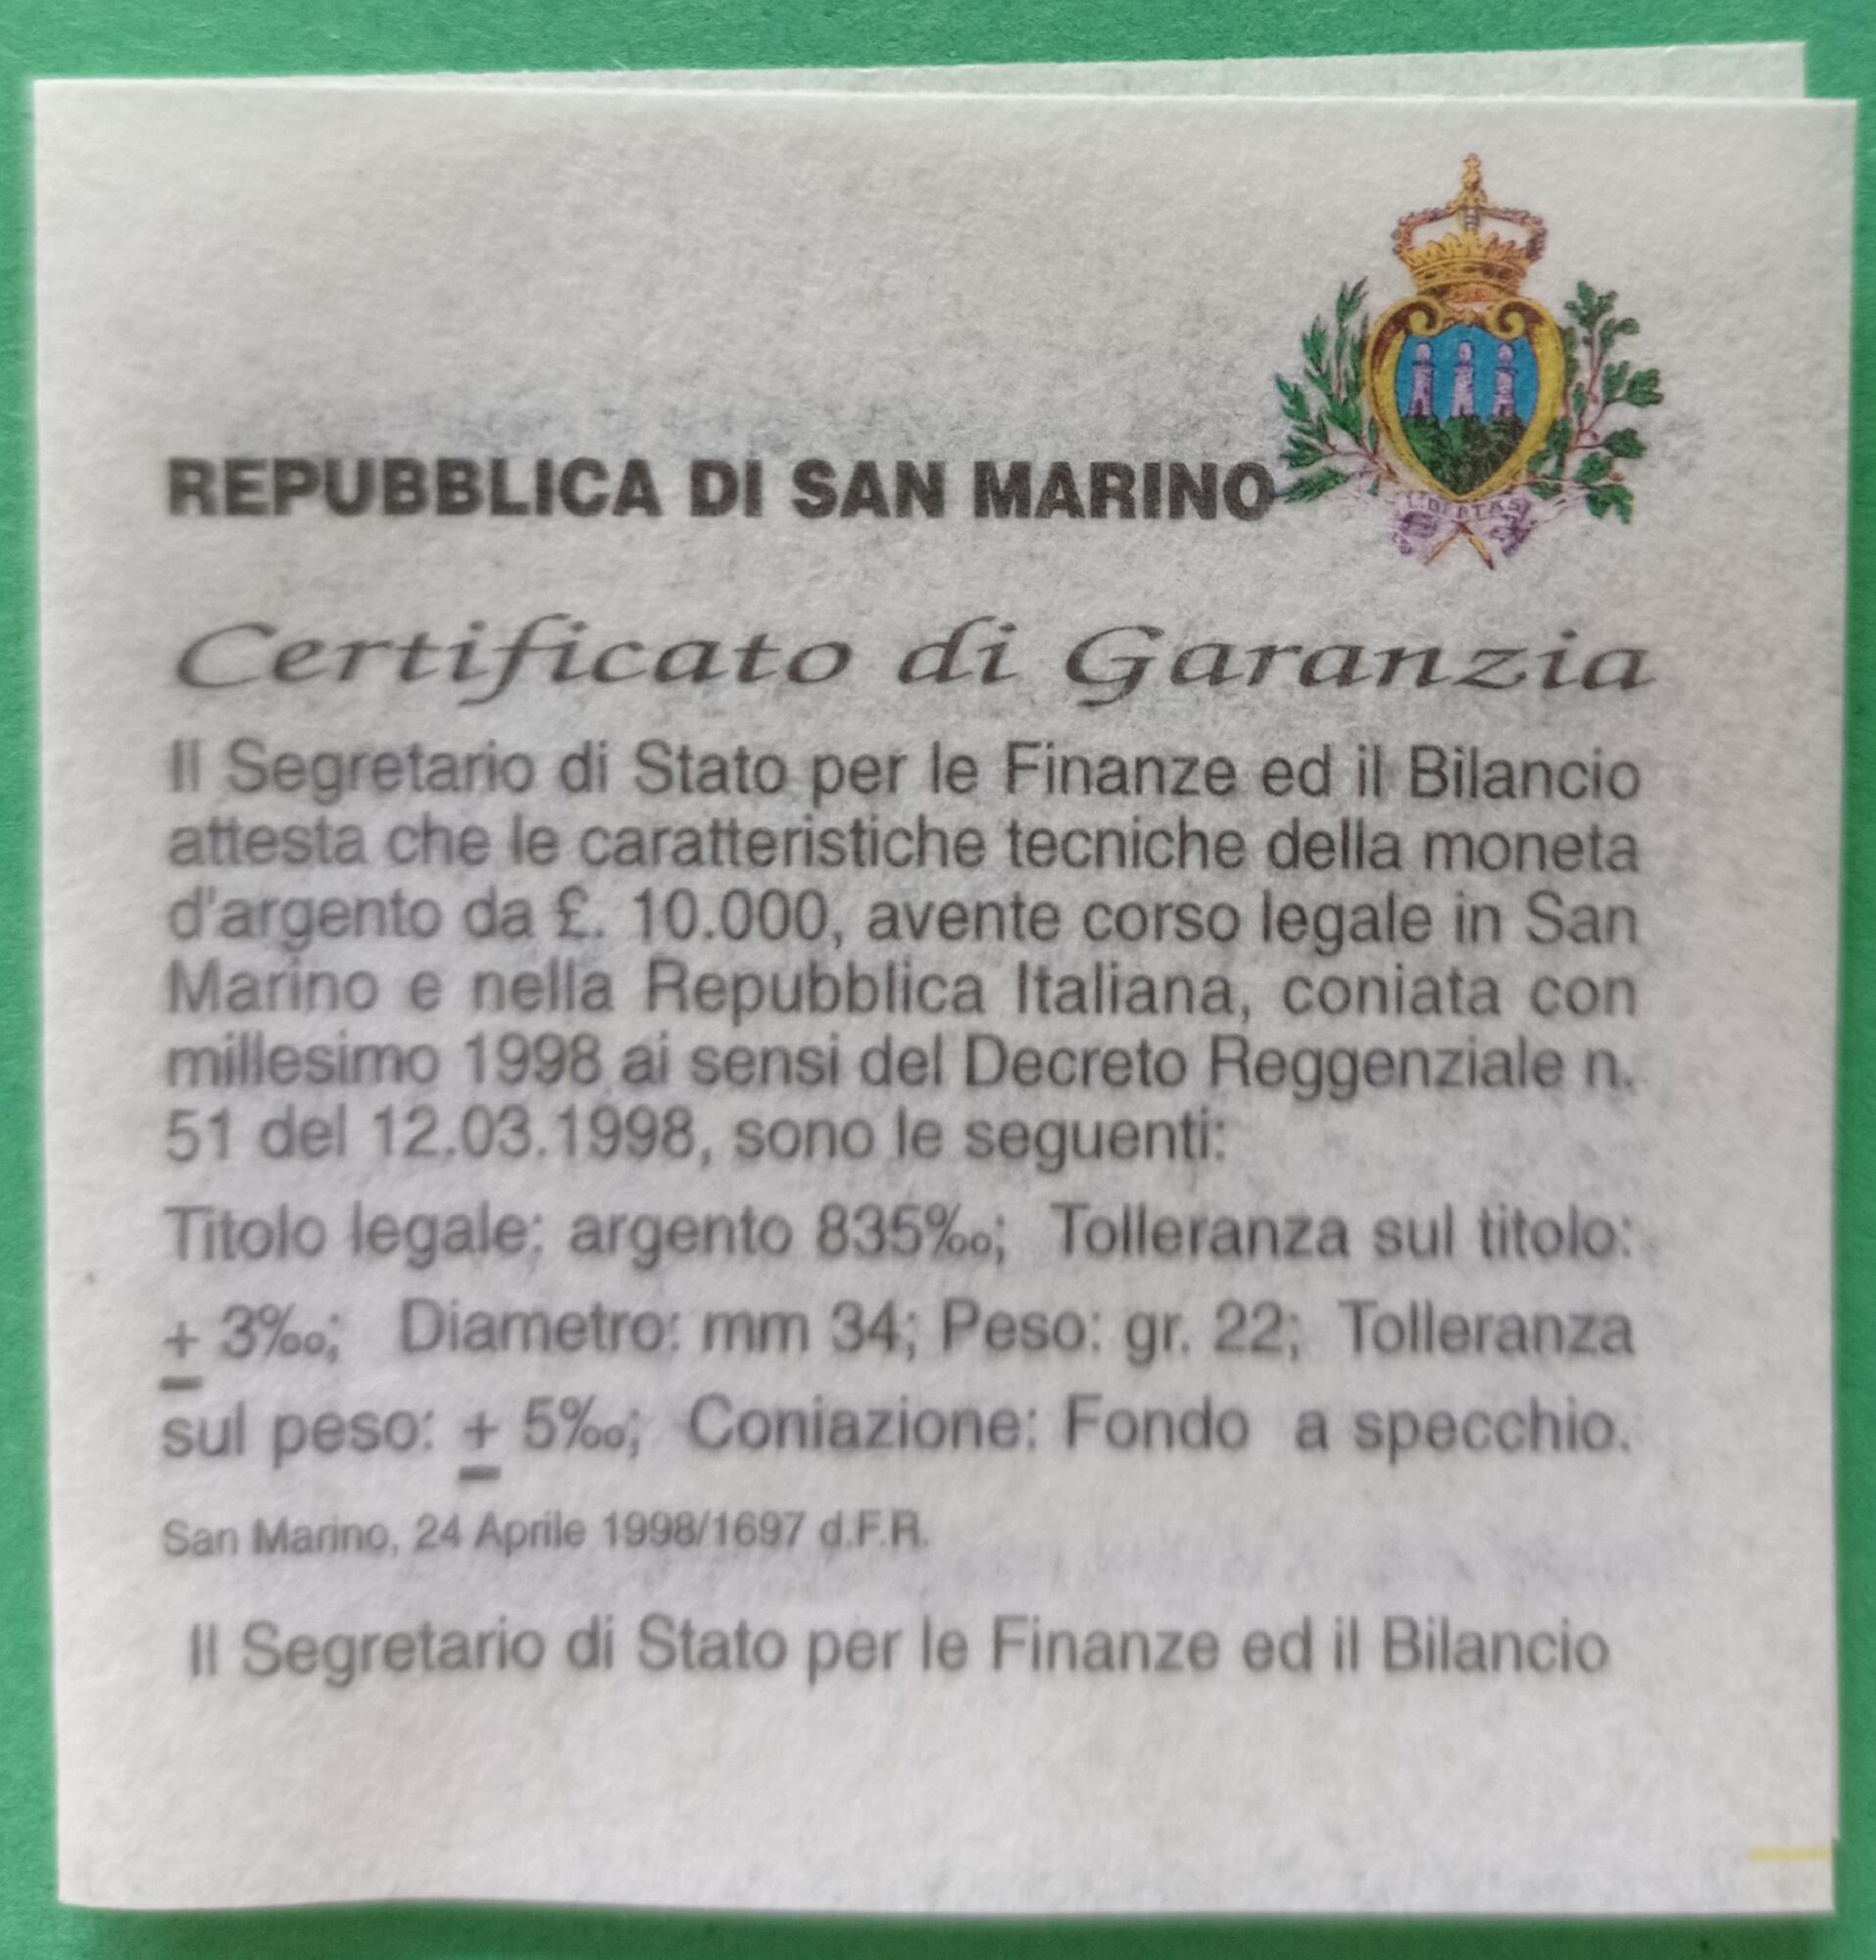 REPUBBLICA DI SAN MARINO
LIBERTAS
Certificato di Garanzia
Il Segretario di Stato per le Finanze ed il Bilancio
attesta che le caratteristiche tecniche della moneta
d'argento da £. 10.000, avente corso legale in San
Marino e nella Repubblica Italiana, coniata con
millesimo 1998 ai sensi del Decreto Reggenziale n.
51 del 12.03.1998, sono le seguenti:
Titolo legale: argento 835‰; Tolleranza sul titolo:
± 3‰; Diametro: mm 34; Peso: gr. 22; Tolleranza
sul peso: ± 5‰; Coniazione: Fondo a specchio.
San Marino, 24 Aprile 1998/1697 d.F.R.
Il Segretario di Stato per le Finanze ed il Bilancio